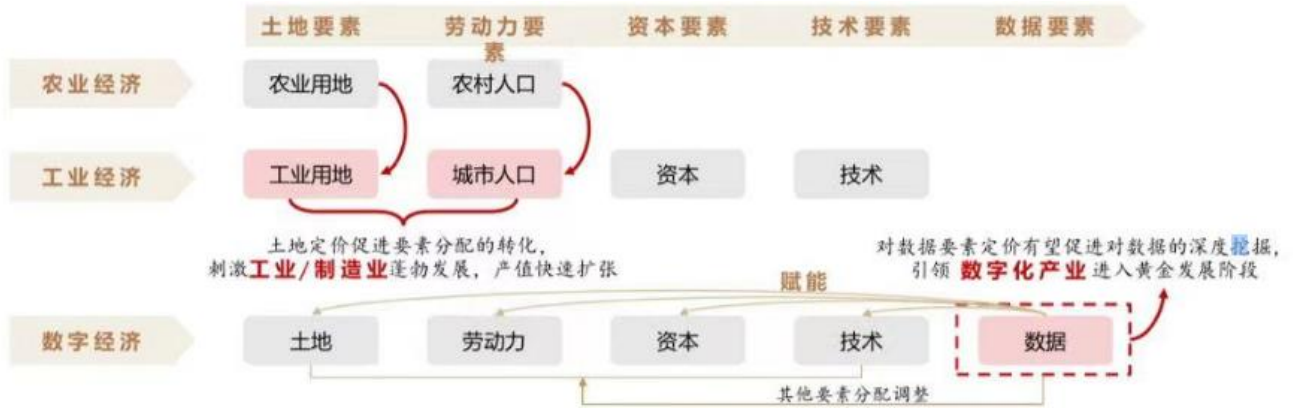 土地要素
劳动力要
素
资本要素
技术要素
数据要素
农业经济
农业用地
农村人口
工业经济
工业用地
城市人口
资本
技术
土地定价促进要素分配的转化，
刺激工业/制造业蓬勃发展，产值快速扩张
对数据要素定价有望促进对数据的深度挖掘，
引领 数字化产业 进入黄金发展阶段
赋能
数字经济
土地
劳动力
资本
技术
数据
其他要素分配调整